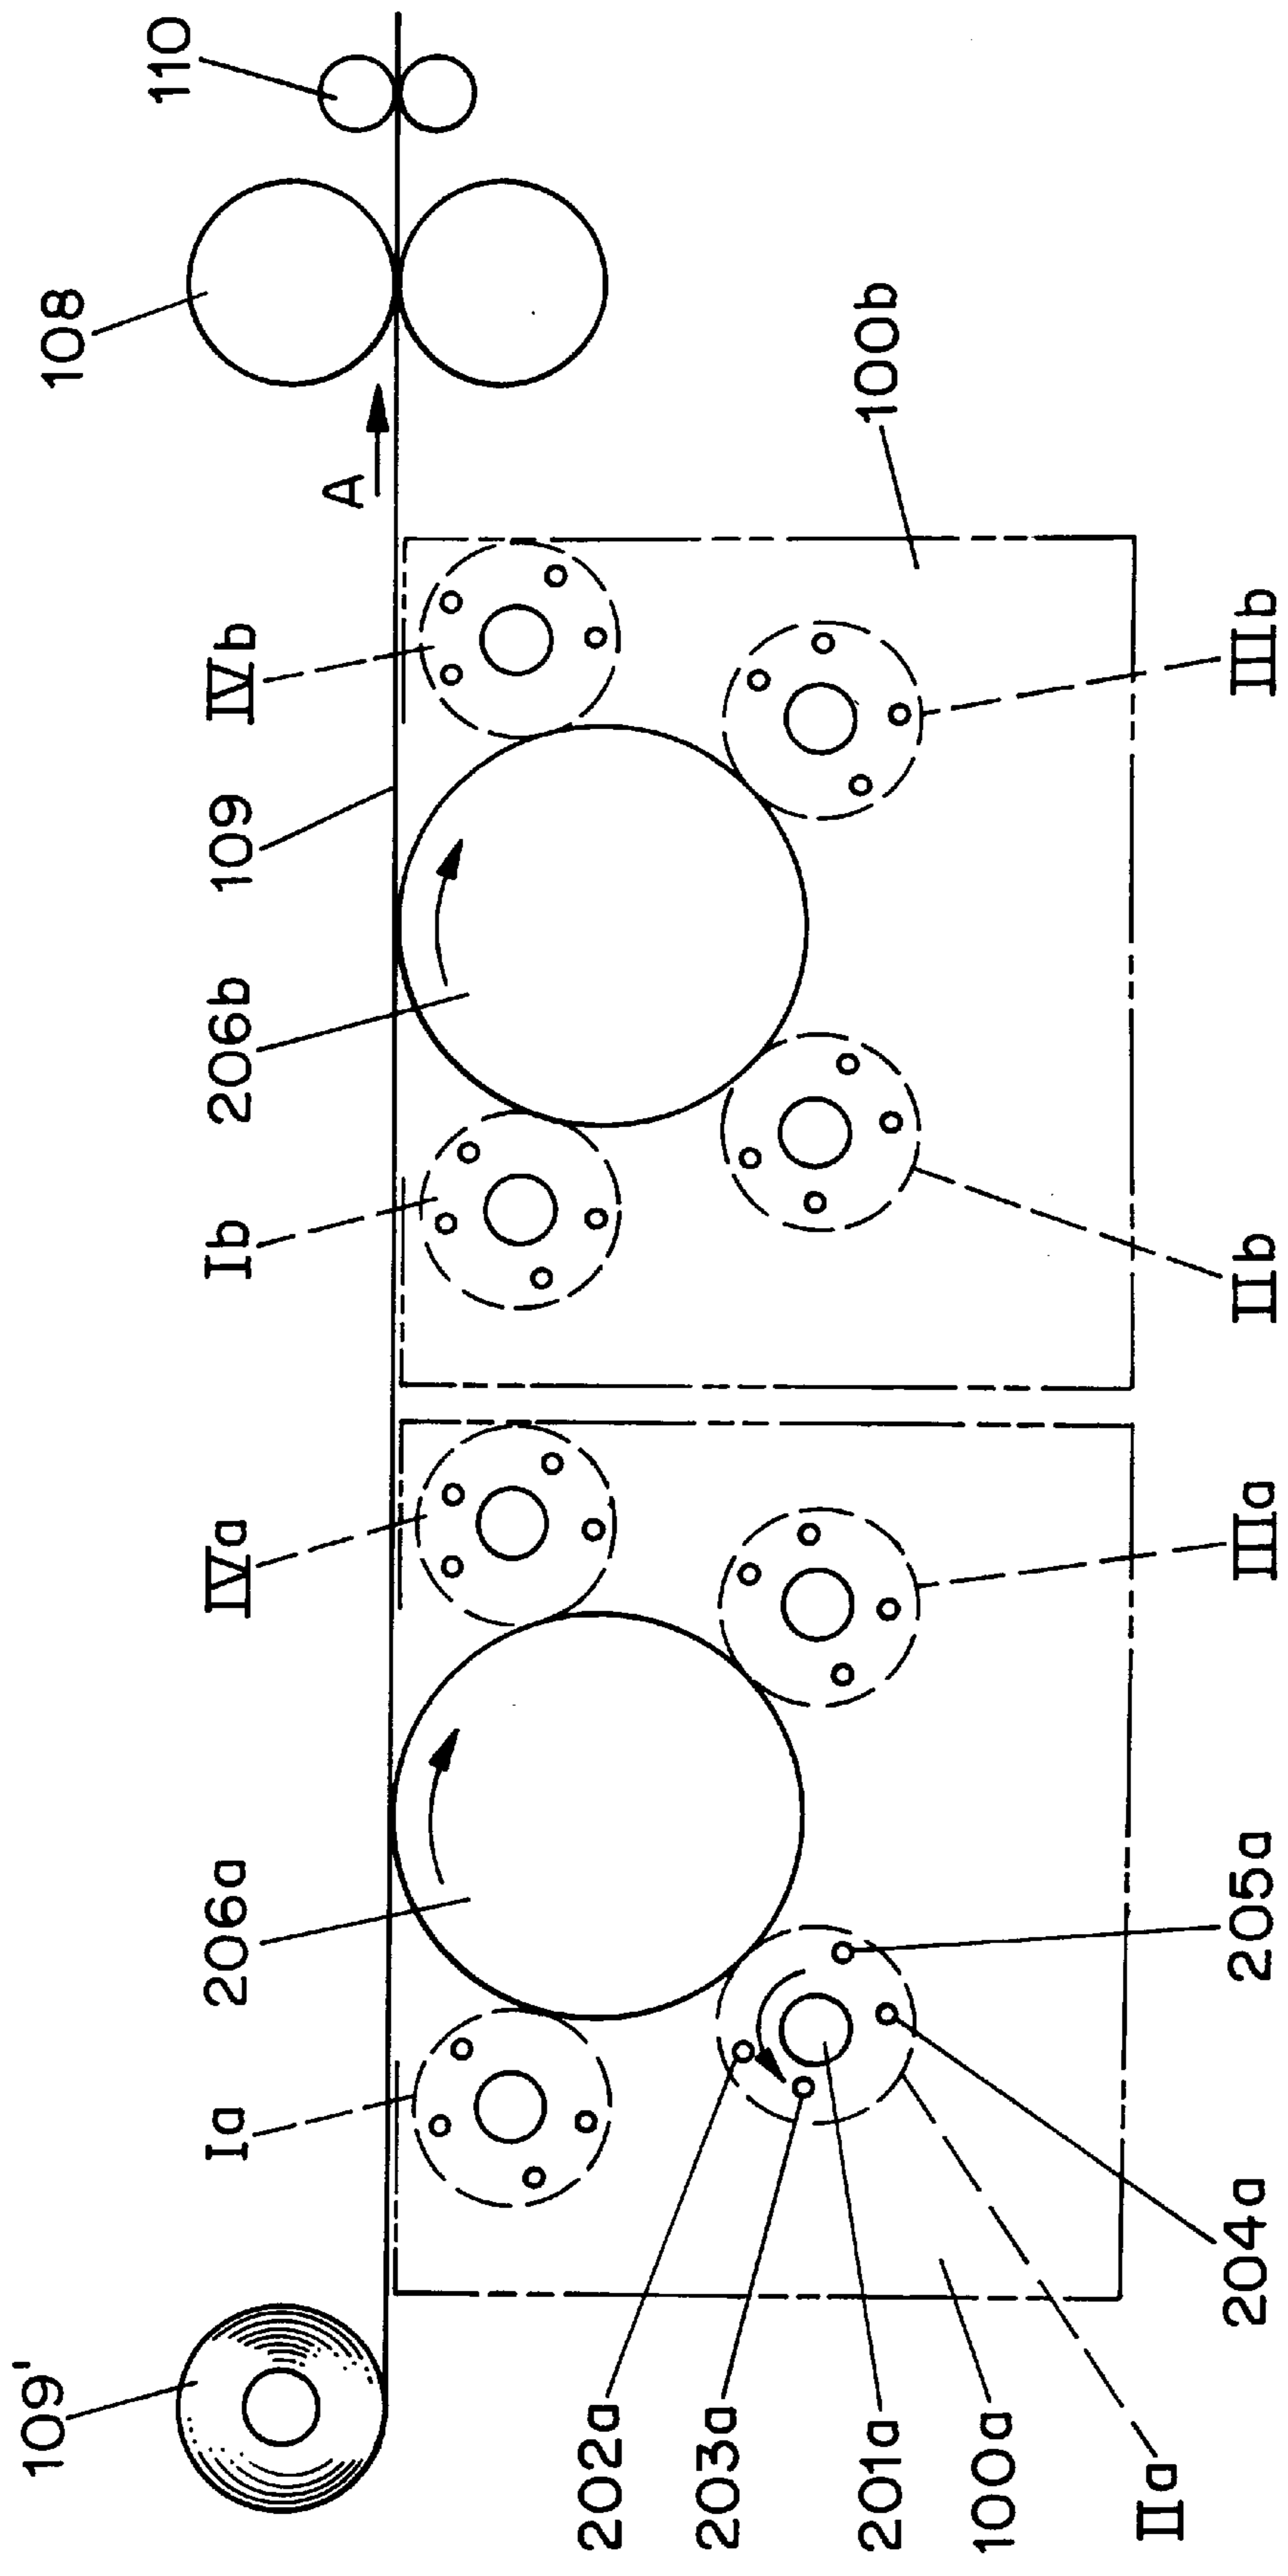 109'
108
110
A
Ia
206a
IVa
Ib
206b
109
IVb
100b
202a
203a
201a
100a
IIa
204a
205a
IIIa
IIb
IIIb